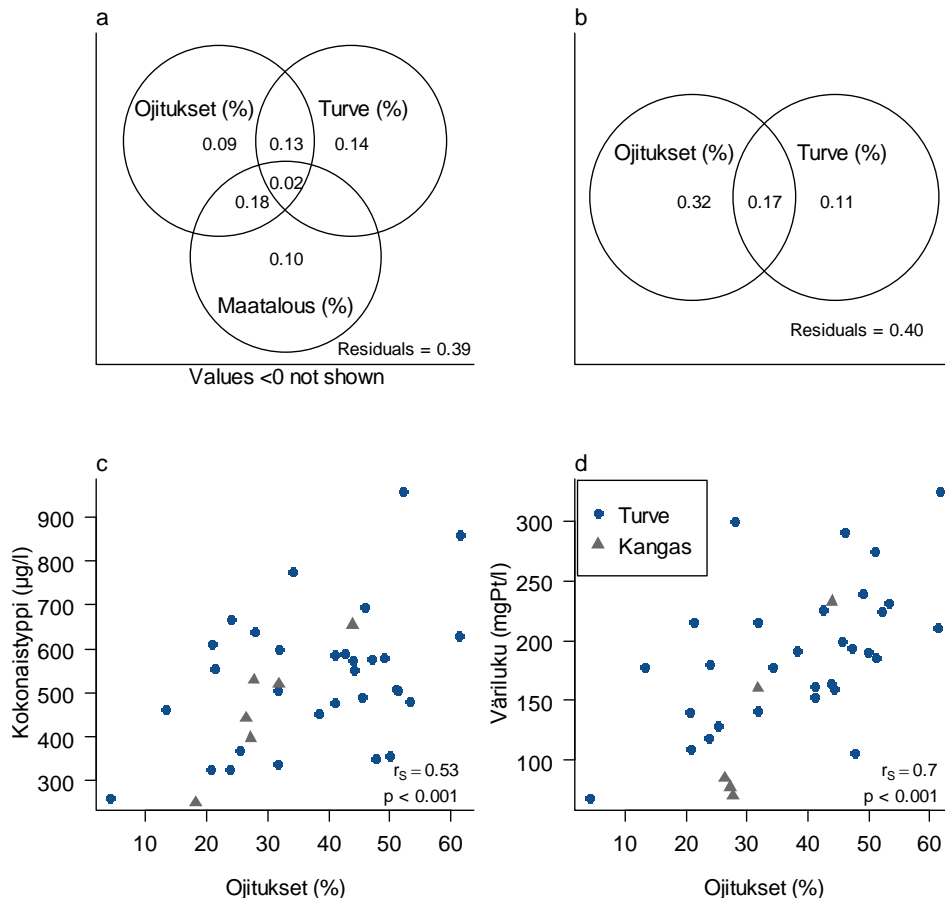 a
Ojitukset (%)
Turve (%)
0.09
0.13
0.14
0.02
0.18
0.10
Maatalous (%)
Residuals = 0.39
Values <0 not shown
b
Ojitukset (%)
Turve (%)
0.32
0.17
0.11
Residuals = 0.40
c
Kokonaistyppi (µg/l)
900
800
700
600
500
400
300
rS = 0.53
p < 0.001
10 20 30 40 50 60
Ojitukset (%)
d
Turve
Kangas
Väriluku (mgPt/l)
300
250
200
150
100
rS = 0.7
p < 0.001
10 20 30 40 50 60
Ojitukset (%)